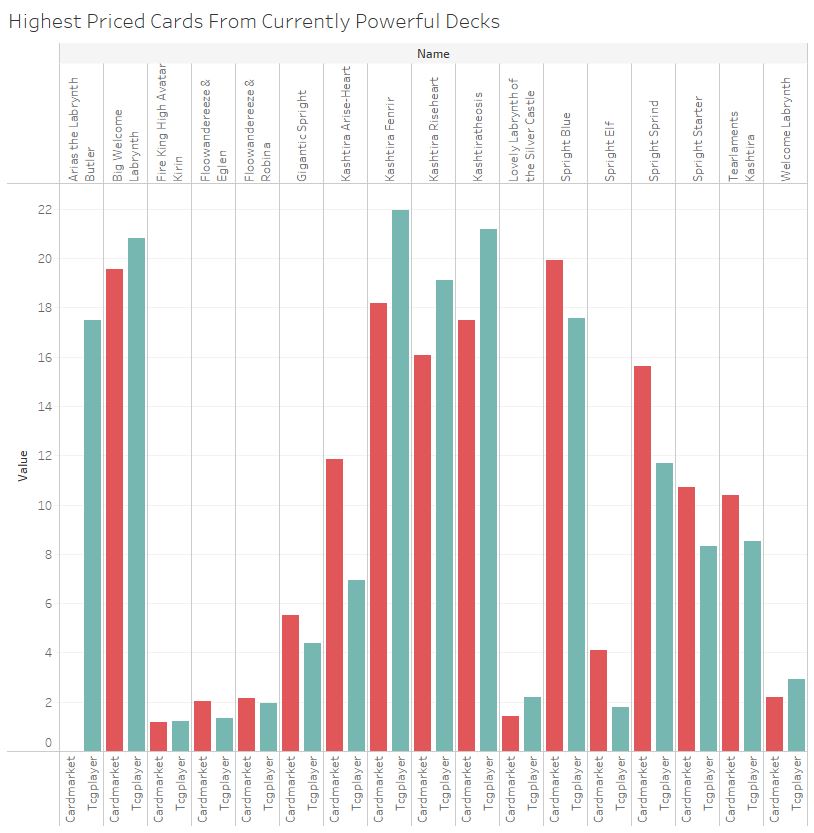 Highest Priced Cards From Currently Powerful Decks
Name
Arias the Labrynth
Butler
Big Welcome
Labrynth
Fire King High Avatar
Kirin
Floowandereeze &
Eglen
Floowandereeze &
Robina
Gigantic Spright
Kashtira Arise-Heart
Kashtira Fenrir
Kashtira Riseheart
Kashtiratheosis
Lovely Labrynth of
the Silver Castle
Spright Blue
Spright Elf
Spright Sprind
Spright Starter
Tearlaments
Kashtira
Welcome Labrynth
Value
22
20
18
16
14
12
10
8
6
4
2
0
Cardmarket
Tcgplayer
Cardmarket
Tcgplayer
Cardmarket
Tcgplayer
Cardmarket
Tcgplayer
Cardmarket
Tcgplayer
Cardmarket
Tcgplayer
Cardmarket
Tcgplayer
Cardmarket
Tcgplayer
Cardmarket
Tcgplayer
Cardmarket
Tcgplayer
Cardmarket
Tcgplayer
Cardmarket
Tcgplayer
Cardmarket
Tcgplayer
Cardmarket
Tcgplayer
Cardmarket
Tcgplayer
Cardmarket
Tcgplayer
Cardmarket
Tcgplayer